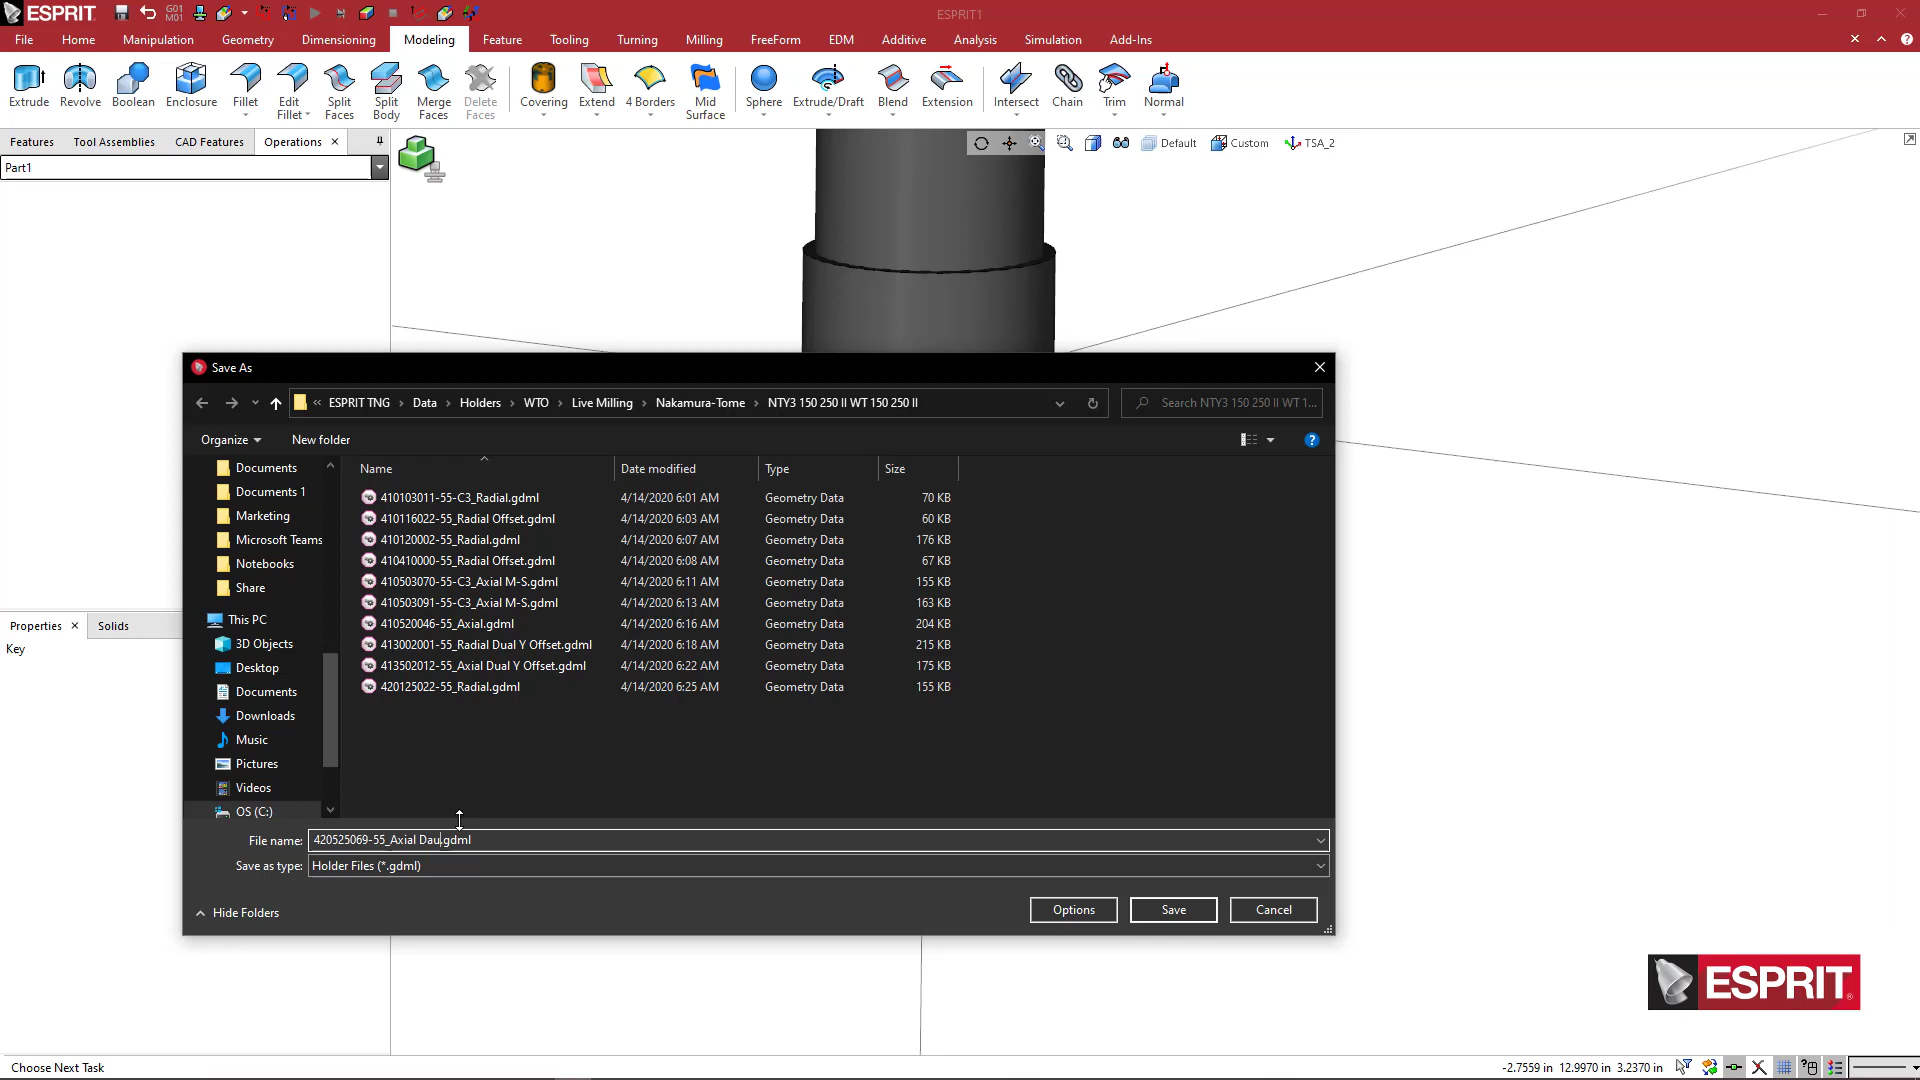 ESPRIT
G01
M01
ESPRIT1
File Home Manipulation Geometry Dimensioning Modeling Feature Tooling Turning Milling FreeForm EDM Additive Analysis Simulation Add-Ins
Extrude Revolve Boolean Enclosure Fillet Edit Fillet Split Faces Split Body Merge Faces Delete Faces Covering Extend 4 Borders Mid Surface Sphere Extrude/Draft Blend Extension Intersect Chain Trim Normal
Features Tool Assemblies CAD Features Operations
Default Custom TSA_2
Part1
Save As
« ESPRIT TNG › Data › Holders › WTO › Live Milling › Nakamura-Tome › NTY3 150 250 II WT 150 250 II
Search NTY3 150 250 II WT 1...
Organize New folder
Name Date modified Type Size
Documents
Documents 1
Marketing
Microsoft Teams
Notebooks
Share
This PC
3D Objects
Desktop
Documents
Downloads
Music
Pictures
Videos
OS (C:)
410103011-55-C3_Radial.gdml 4/14/2020 6:01 AM Geometry Data 70 KB
410116022-55_Radial Offset.gdml 4/14/2020 6:03 AM Geometry Data 60 KB
410120002-55_Radial.gdml 4/14/2020 6:07 AM Geometry Data 176 KB
410410000-55_Radial Offset.gdml 4/14/2020 6:08 AM Geometry Data 67 KB
410503070-55-C3_Axial M-S.gdml 4/14/2020 6:11 AM Geometry Data 155 KB
410503091-55-C3_Axial M-S.gdml 4/14/2020 6:13 AM Geometry Data 163 KB
410520046-55_Axial.gdml 4/14/2020 6:16 AM Geometry Data 204 KB
413002001-55_Radial Dual Y Offset.gdml 4/14/2020 6:18 AM Geometry Data 215 KB
413502012-55_Axial Dual Y Offset.gdml 4/14/2020 6:22 AM Geometry Data 175 KB
420125022-55_Radial.gdml 4/14/2020 6:25 AM Geometry Data 155 KB
File name: 420525069-55_Axial Dau.gdml
Save as type: Holder Files (*.gdml)
Hide Folders Options Save Cancel
Properties Solids
Key
ESPRIT
Choose Next Task
-2.7559 in 12.9970 in 3.2370 in